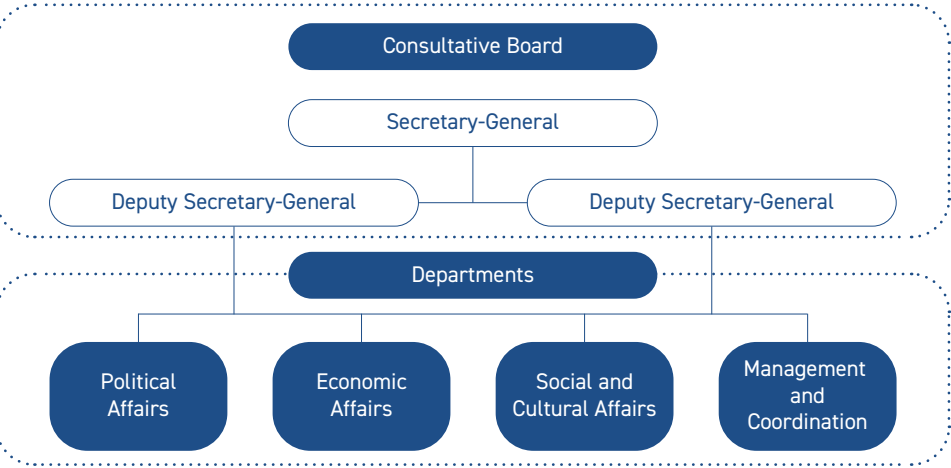 Consultative Board
Secretary-General
Deputy Secretary-General
Deputy Secretary-General
Departments
Political
Affairs
Economic
Affairs
Social and
Cultural Affairs
Management
and
Coordination